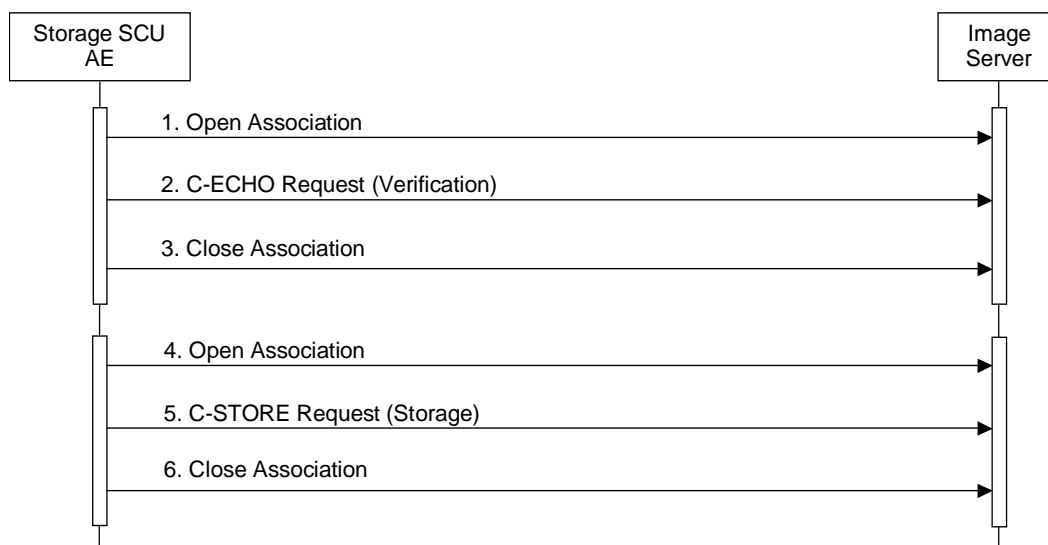 Storage SCU
AE
Image
Server
1. Open Association
2. C-ECHO Request (Verification)
3. Close Association
4. Open Association
5. C-STORE Request (Storage)
6. Close Association